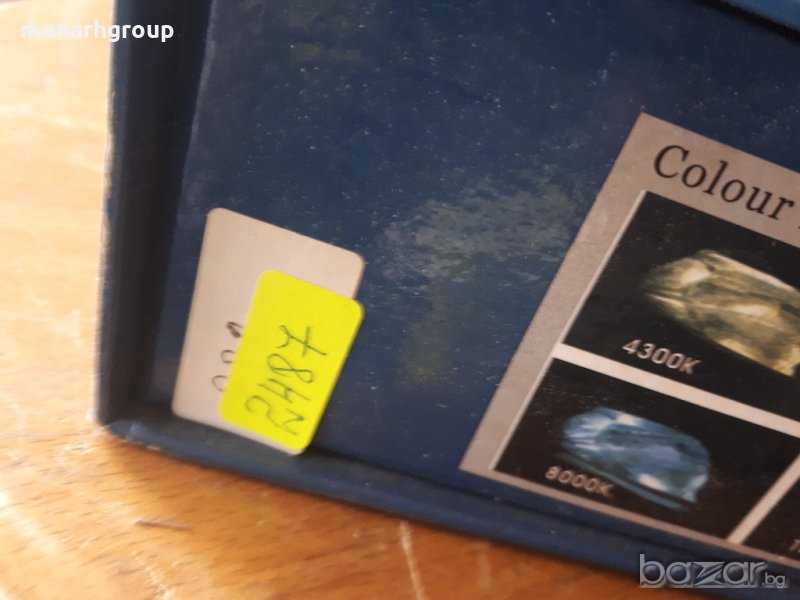 monarhgroup
Colour
4300K
8000K
2487
bazar.bg